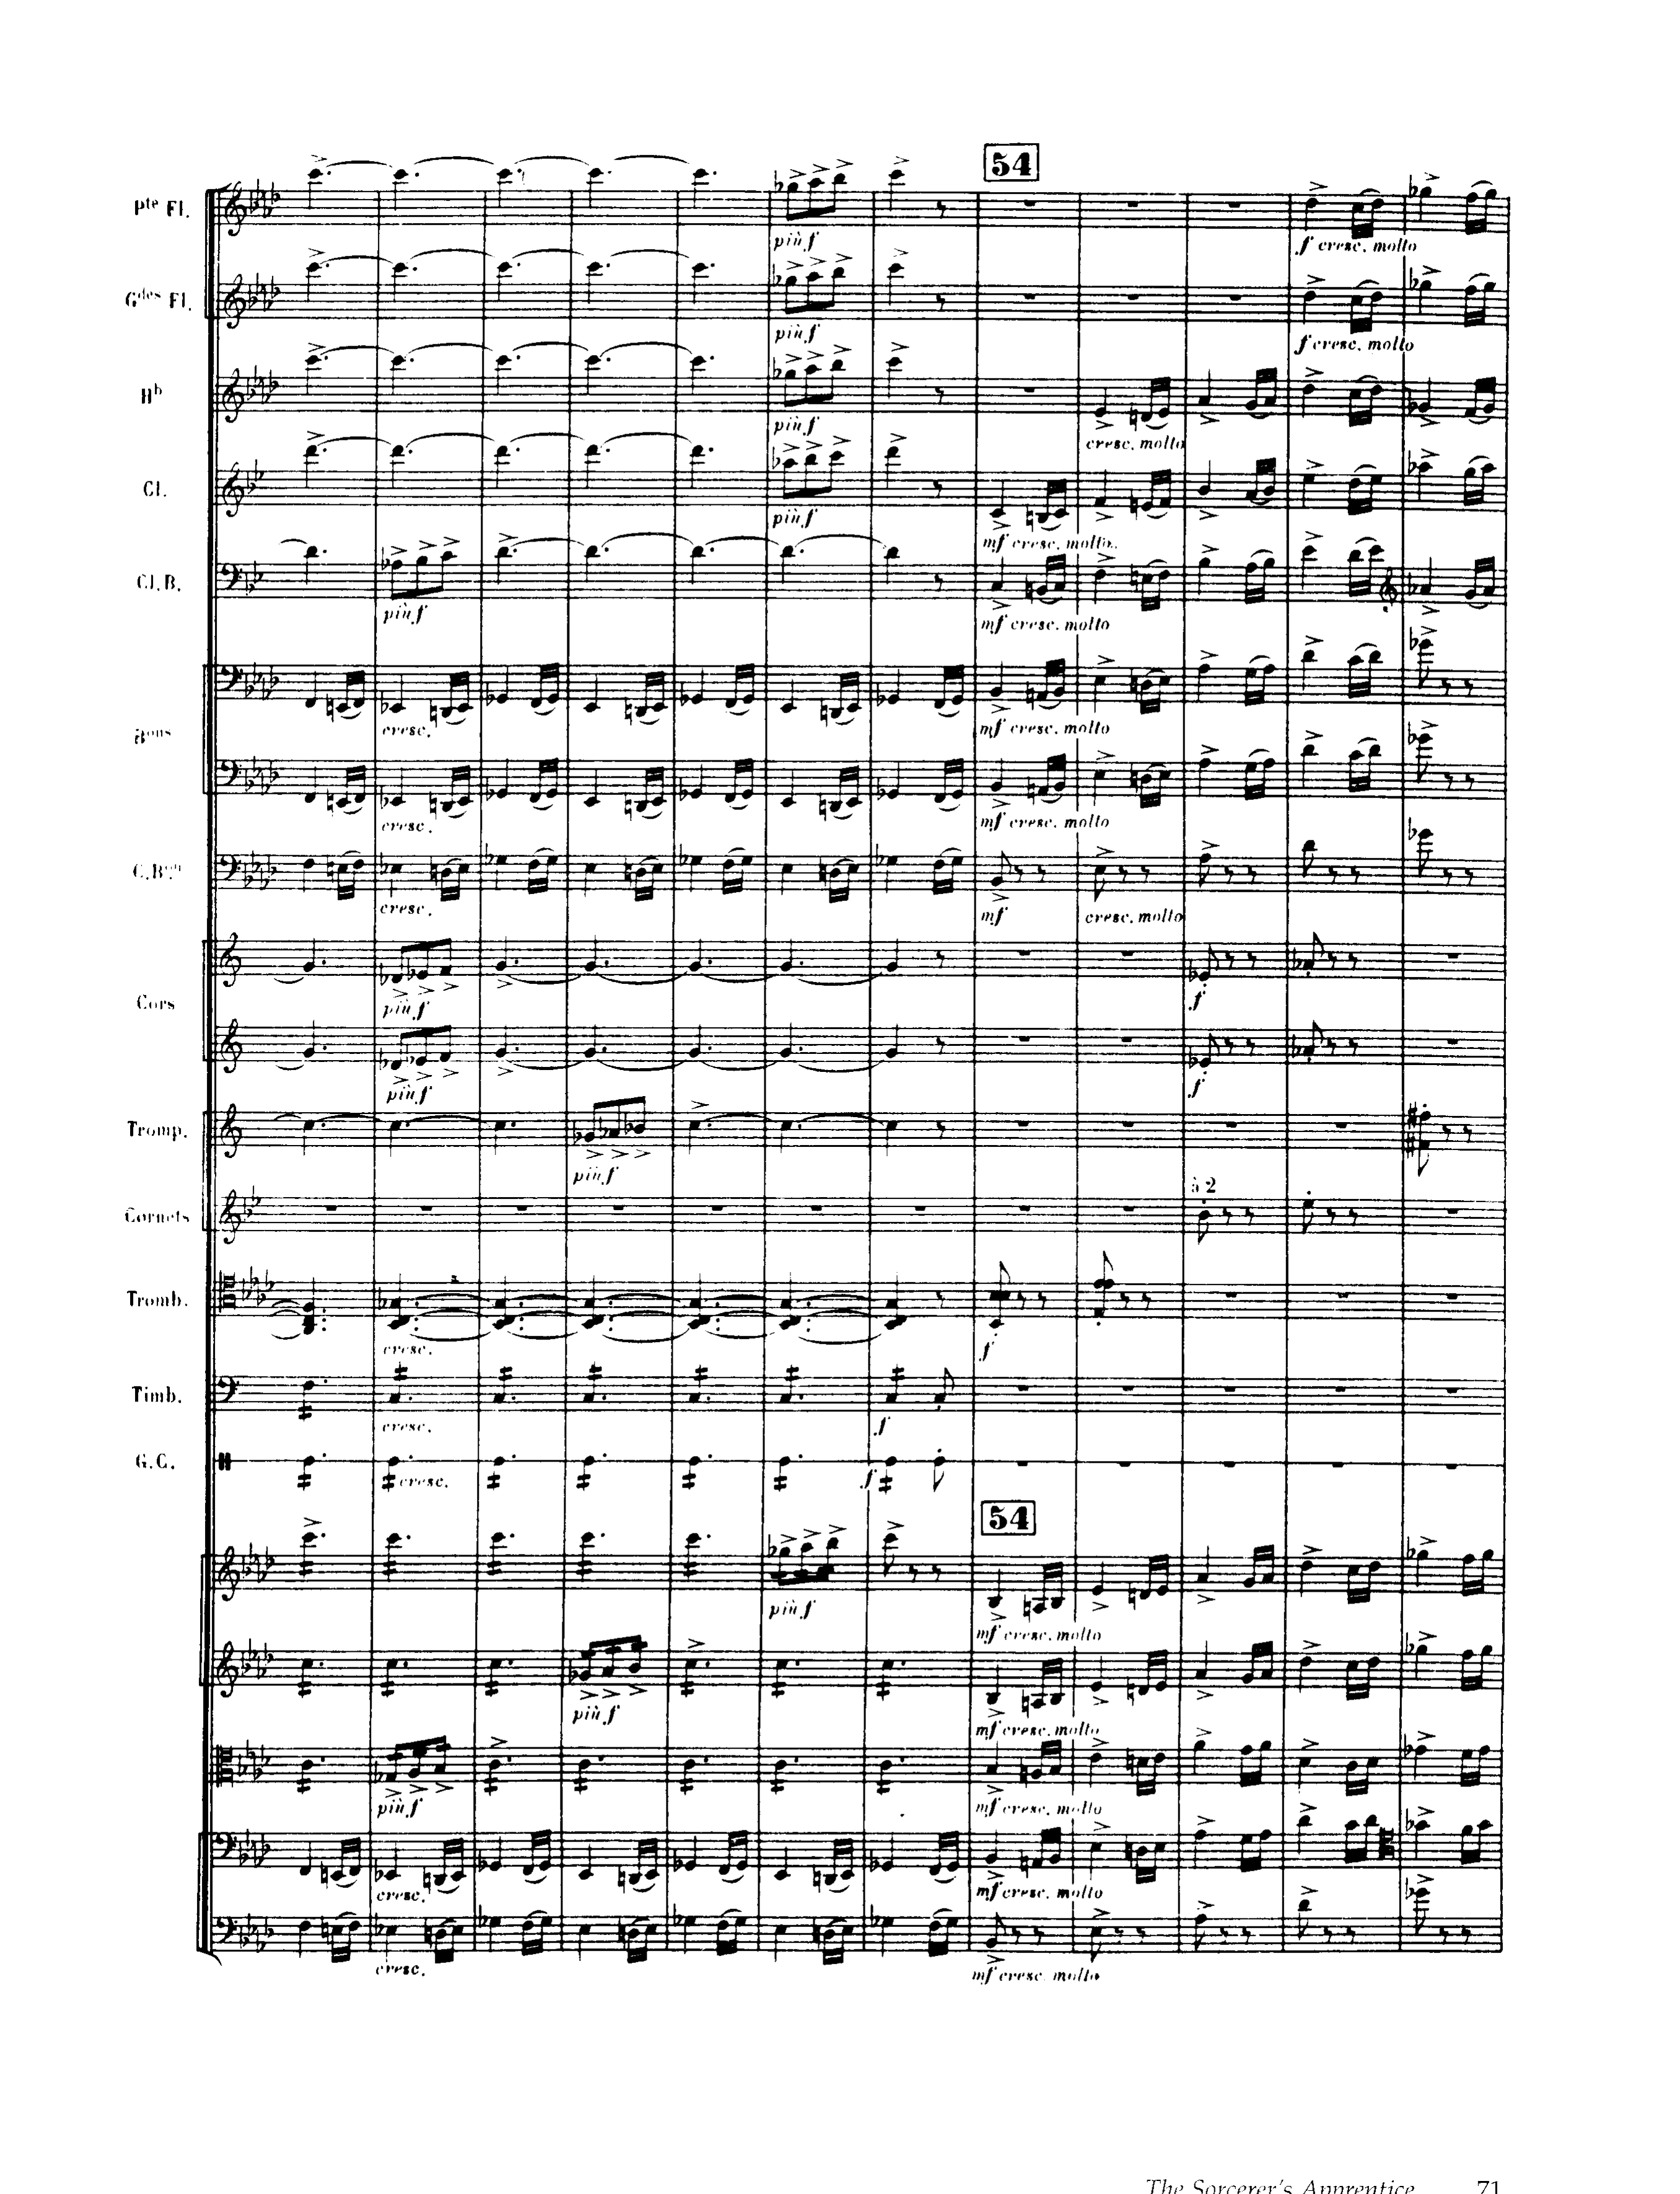 54
Pte Fl.
più f
f cresc. molto
Gdes Fl.
più f
f cresc. molto
Hb
più f
cresc. molto
Cl.
più f
mf cresc. molto
Cl. B.
più f
mf cresc. molto
cresc.
mf cresc. molto
Bons
cresc.
mf cresc. molto
C. Bon
cresc.
mf
cresc. molto
più f
f
Cors
più f
f
Tromp.
più f
à 2
Cornets
Tromb.
cresc.
f
Timb.
cresc.
f
G.C.
cresc.
f
54
più f
mf cresc. molto
più f
mf cresc. molto
più f
mf cresc. molto
cresc.
mf cresc. molto
cresc.
mf cresc. molto
The Sorcerer's Apprentice 71